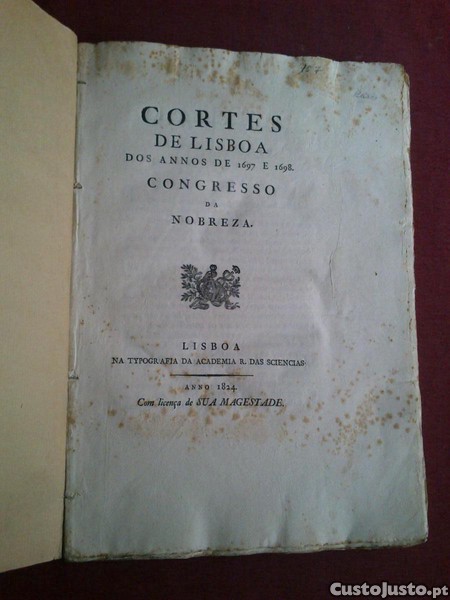 CORTES
DE LISBOA
DOS ANNOS DE 1697 E 1698.
CONGRESSO
DA
NOBREZA.
LISBOA
NA TYPOGRAFIA DA ACADEMIA R. DAS SCIENCIAS
ANNO 1824.
Com licença de SUA MAGESTADE.
CustoJusto.pt